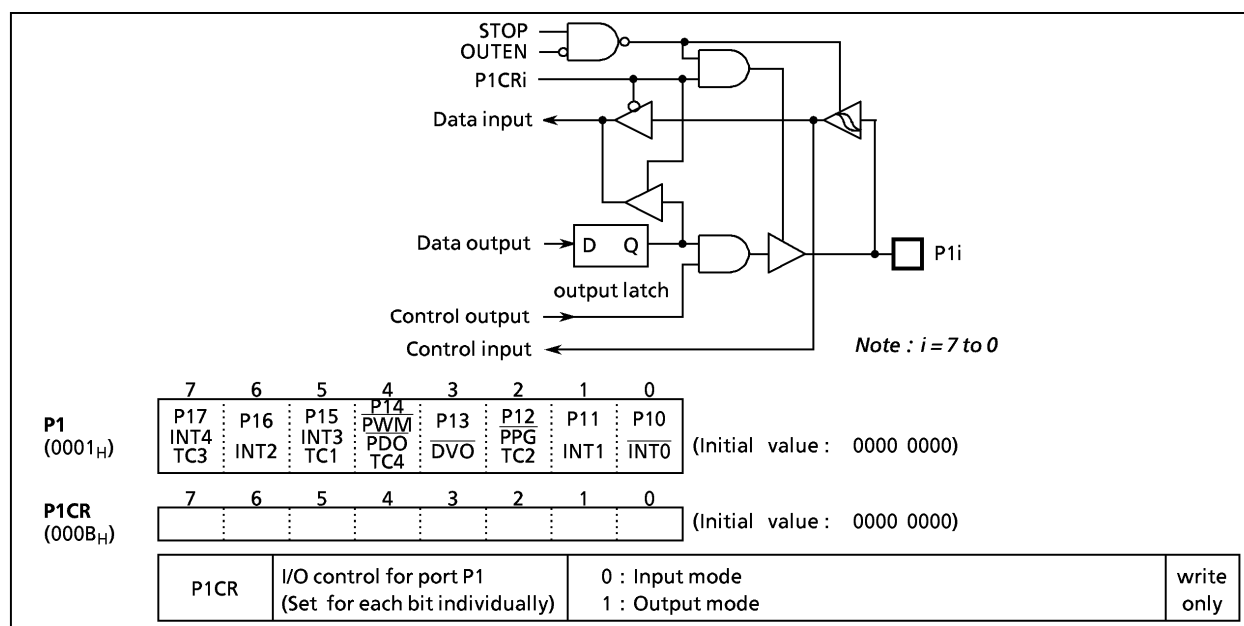 STOP
OUTEN
P1CRi
Data input
Data output
D Q
P1i
output latch
Control output
Control input
Note : i = 7 to 0
7 6 5 4 3 2 1 0
P1
(0001H)
P17 INT4 TC3
P16 INT2
P15 INT3 TC1
P14 PWM PDO TC4
P13 DVO
P12 PPG TC2
P11 INT1
P10 INT0
(Initial value : 0000 0000)
7 6 5 4 3 2 1 0
P1CR
(000BH)
(Initial value : 0000 0000)
P1CR
I/O control for port P1
(Set for each bit individually)
0 : Input mode
1 : Output mode
write
only